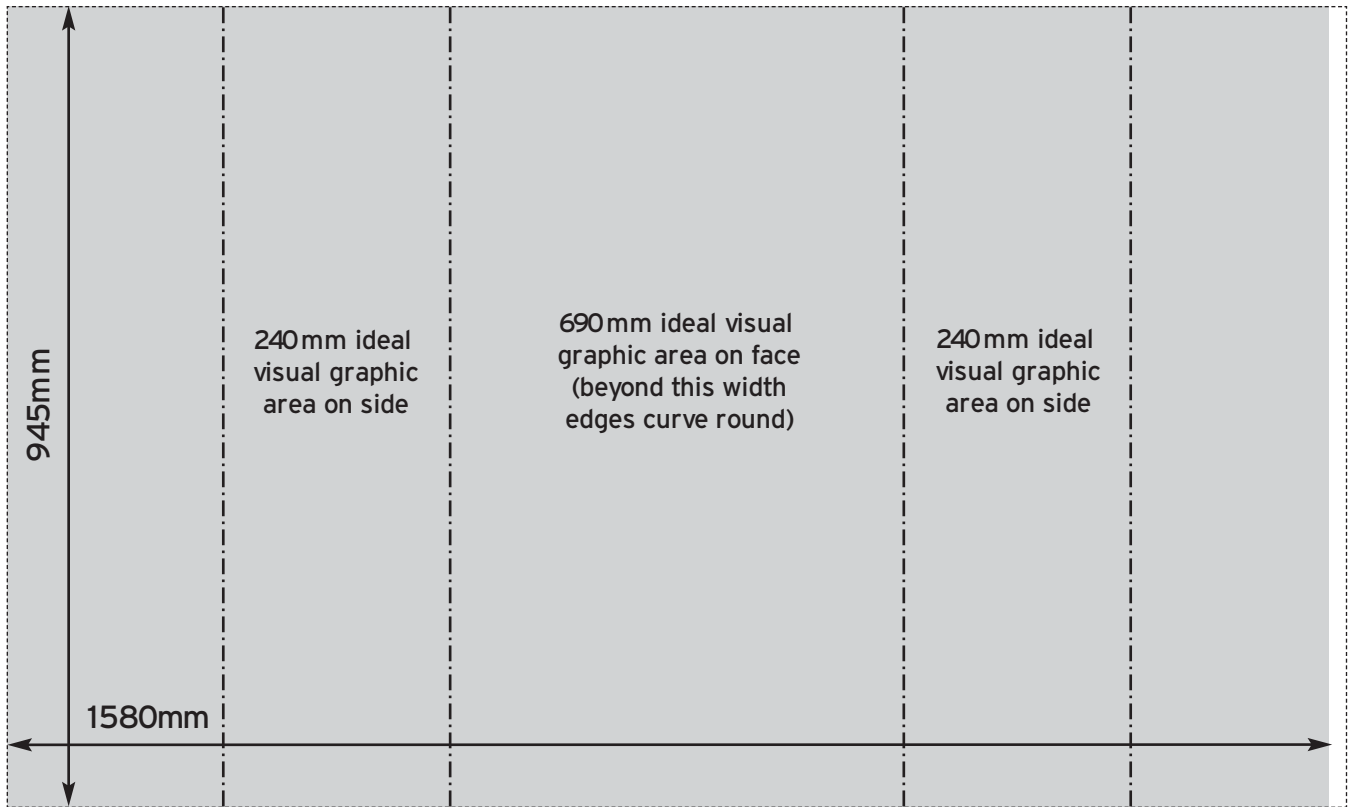 240mm ideal
visual graphic
area on side
690mm ideal visual
graphic area on face
(beyond this width
edges curve round)
240mm ideal
visual graphic
area on side
945mm
1580mm